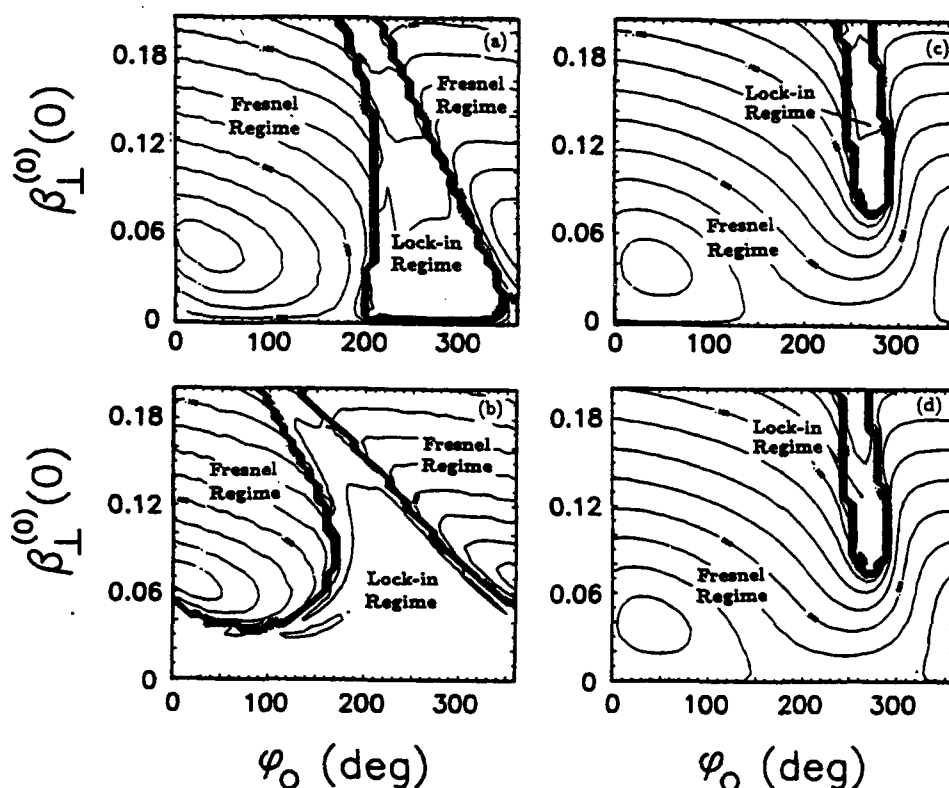 (a)
0.18
0.12
0.06
0
β⊥(0)(0)
Fresnel
Regime
Fresnel
Regime
Lock-in
Regime
0 100 200 300
(c)
0.18
0.12
0.06
0
Lock-in
Regime
Fresnel
Regime
0 100 200 300
(b)
0.18
0.12
0.06
0
β⊥(0)(0)
Fresnel
Regime
Fresnel
Regime
Lock-in
Regime
0 100 200 300
φo (deg)
(d)
0.18
0.12
0.06
0
Lock-in
Regime
Fresnel
Regime
0 100 200 300
φo (deg)